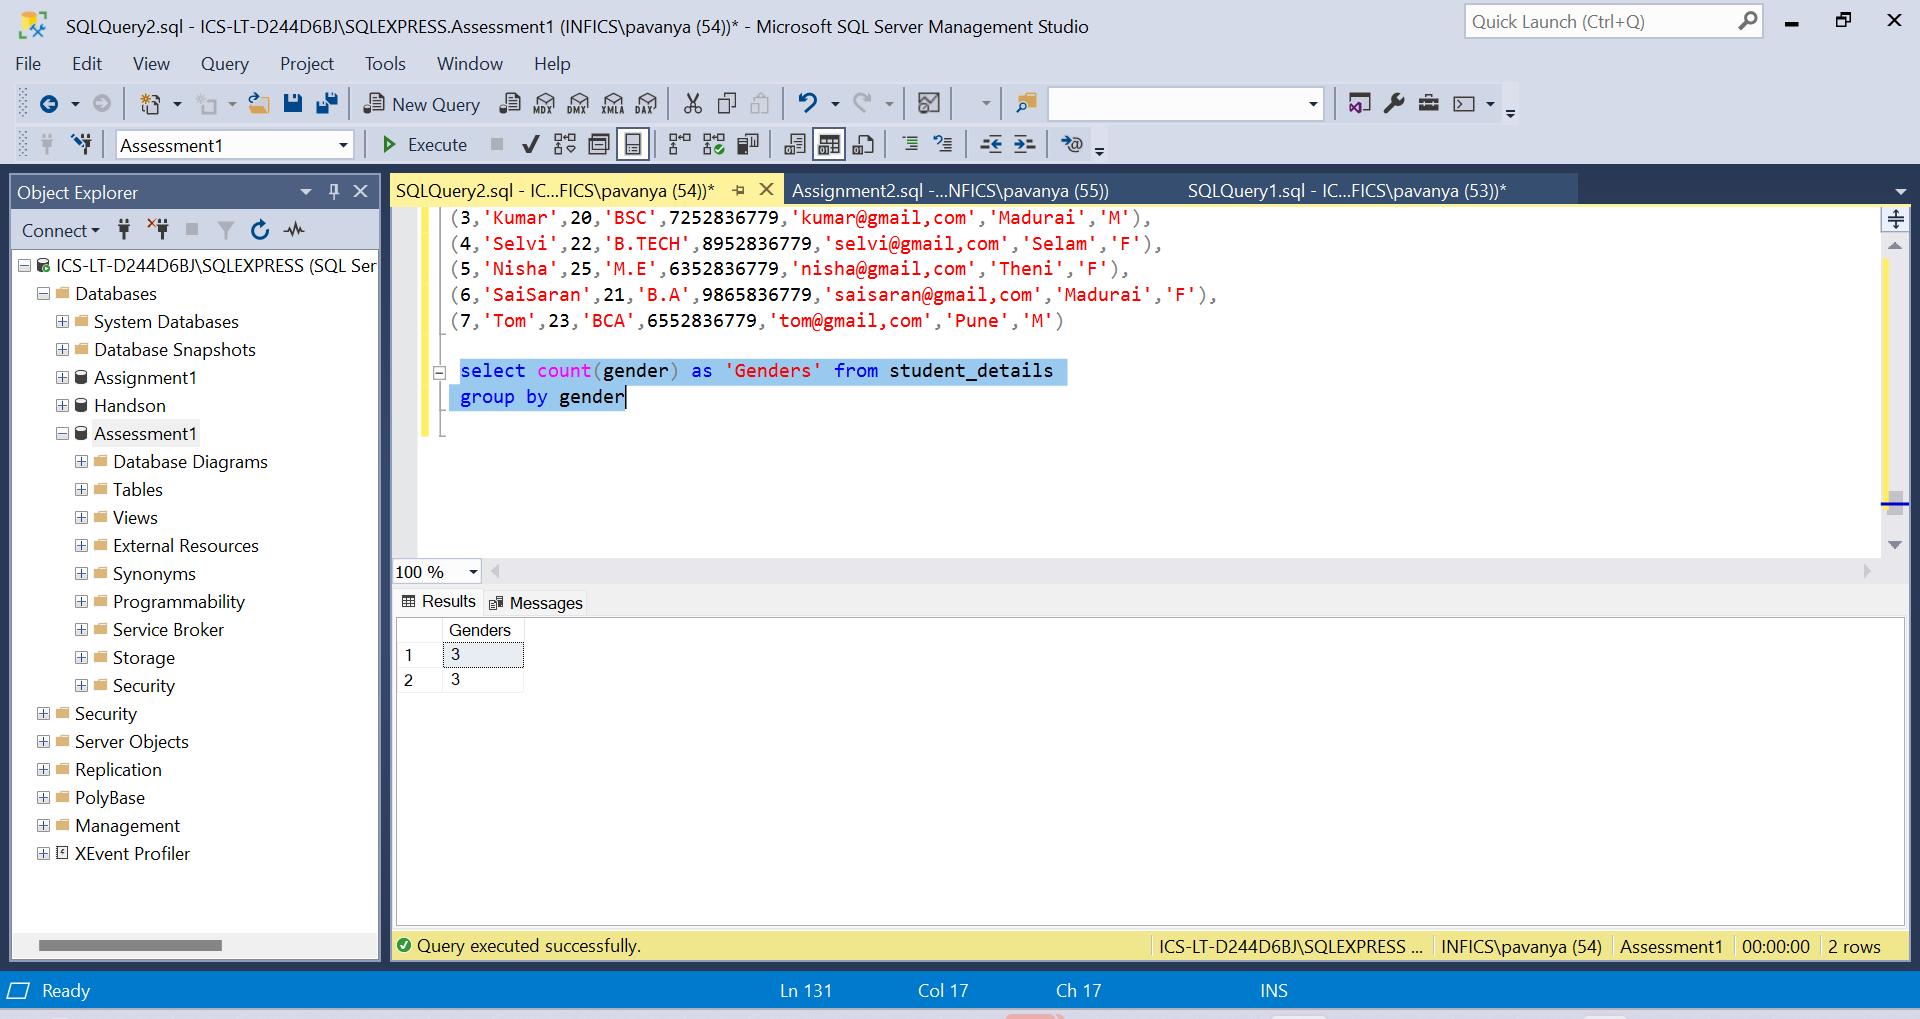 SQLQuery2.sql - ICS-LT-D244D6BJ\SQLEXPRESS.Assessment1 (INFICS\pavanya (54))* - Microsoft SQL Server Management Studio
Quick Launch (Ctrl+Q)
File Edit View Query Project Tools Window Help
New Query MDX DMX XMLA DAX
Assessment1 Execute
Object Explorer
Connect
ICS-LT-D244D6BJ\SQLEXPRESS (SQL Ser
Databases
System Databases
Database Snapshots
Assignment1
Handson
Assessment1
Database Diagrams
Tables
Views
External Resources
Synonyms
Programmability
Service Broker
Storage
Security
Security
Server Objects
Replication
PolyBase
Management
XEvent Profiler
SQLQuery2.sql - IC...FICS\pavanya (54))* Assignment2.sql -...NFICS\pavanya (55)) SQLQuery1.sql - IC...FICS\pavanya (53))*
(3,'Kumar',20,'BSC',7252836779,'kumar@gmail,com','Madurai','M'),
(4,'Selvi',22,'B.TECH',8952836779,'selvi@gmail,com','Selam','F'),
(5,'Nisha',25,'M.E',6352836779,'nisha@gmail,com','Theni','F'),
(6,'SaiSaran',21,'B.A',9865836779,'saisaran@gmail,com','Madurai','F'),
(7,'Tom',23,'BCA',6552836779,'tom@gmail,com','Pune','M')
select count(gender) as 'Genders' from student_details
group by gender
100 %
Results Messages
Genders
1 3
2 3
Query executed successfully. ICS-LT-D244D6BJ\SQLEXPRESS ... INFICS\pavanya (54) Assessment1 00:00:00 2 rows
Ready Ln 131 Col 17 Ch 17 INS